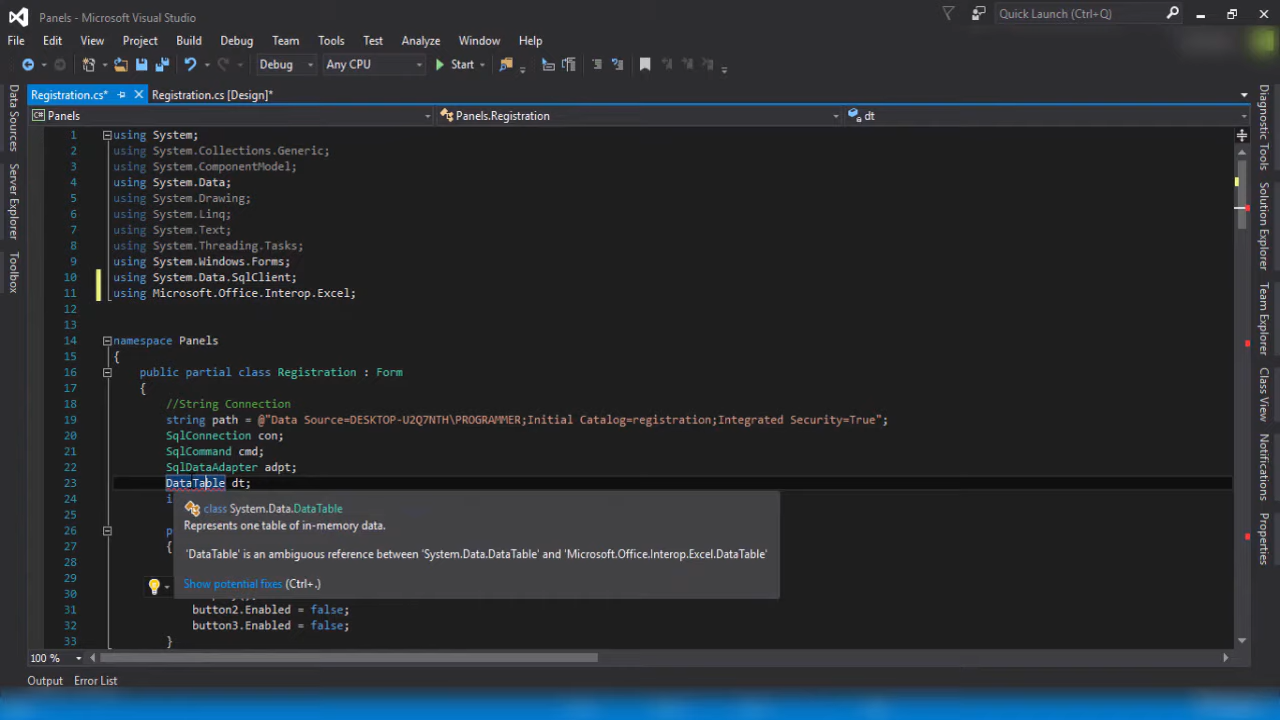 Panels - Microsoft Visual Studio
Quick Launch (Ctrl+Q)
File Edit View Project Build Debug Team Tools Test Analyze Window Help
Debug Any CPU Start
Registration.cs* Registration.cs [Design]*
Panels Panels.Registration dt
Data Sources
Server Explorer
Toolbox
1 using System;
2 using System.Collections.Generic;
3 using System.ComponentModel;
4 using System.Data;
5 using System.Drawing;
6 using System.Linq;
7 using System.Text;
8 using System.Threading.Tasks;
9 using System.Windows.Forms;
10 using System.Data.SqlClient;
11 using Microsoft.Office.Interop.Excel;
12
13
14 namespace Panels
15 {
16 public partial class Registration : Form
17 {
18 //String Connection
19 string path = @"Data Source=DESKTOP-U2Q7NTH\PROGRAMMER;Initial Catalog=registration;Integrated Security=True";
20 SqlConnection con;
21 SqlCommand cmd;
22 SqlDataAdapter adpt;
23 DataTable dt;
24 i
class System.Data.DataTable
25
Represents one table of in-memory data.
26 p
27 {
'DataTable' is an ambiguous reference between 'System.Data.DataTable' and 'Microsoft.Office.Interop.Excel.DataTable'
28
29
Show potential fixes (Ctrl+.)
30
31 button2.Enabled = false;
32 button3.Enabled = false;
33 }
100 %
Output Error List
Diagnostic Tools
Solution Explorer
Team Explorer
Class View
Notifications
Properties